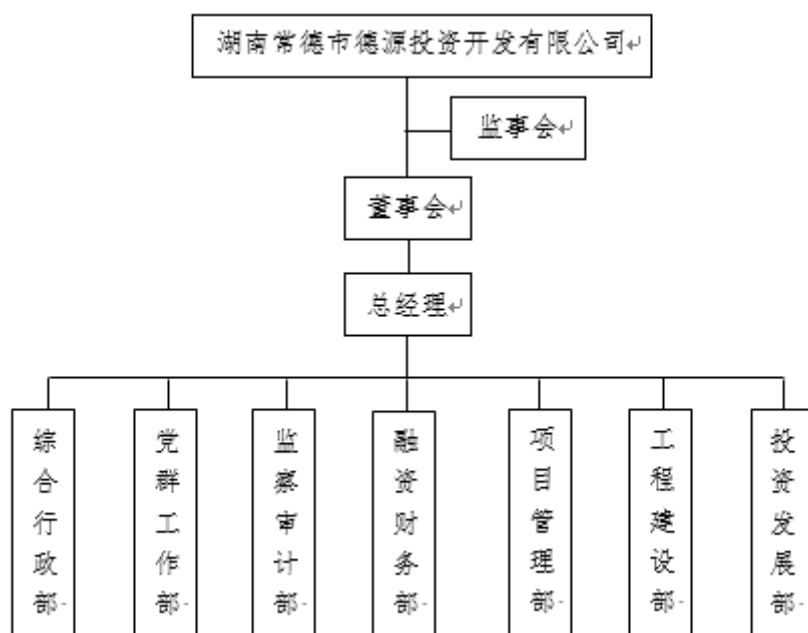 湖南常德市德源投资开发有限公司
监事会
董事会
总经理
综合行政部
党群工作部
监察审计部
融资财务部
项目管理部
工程建设部
投资发展部